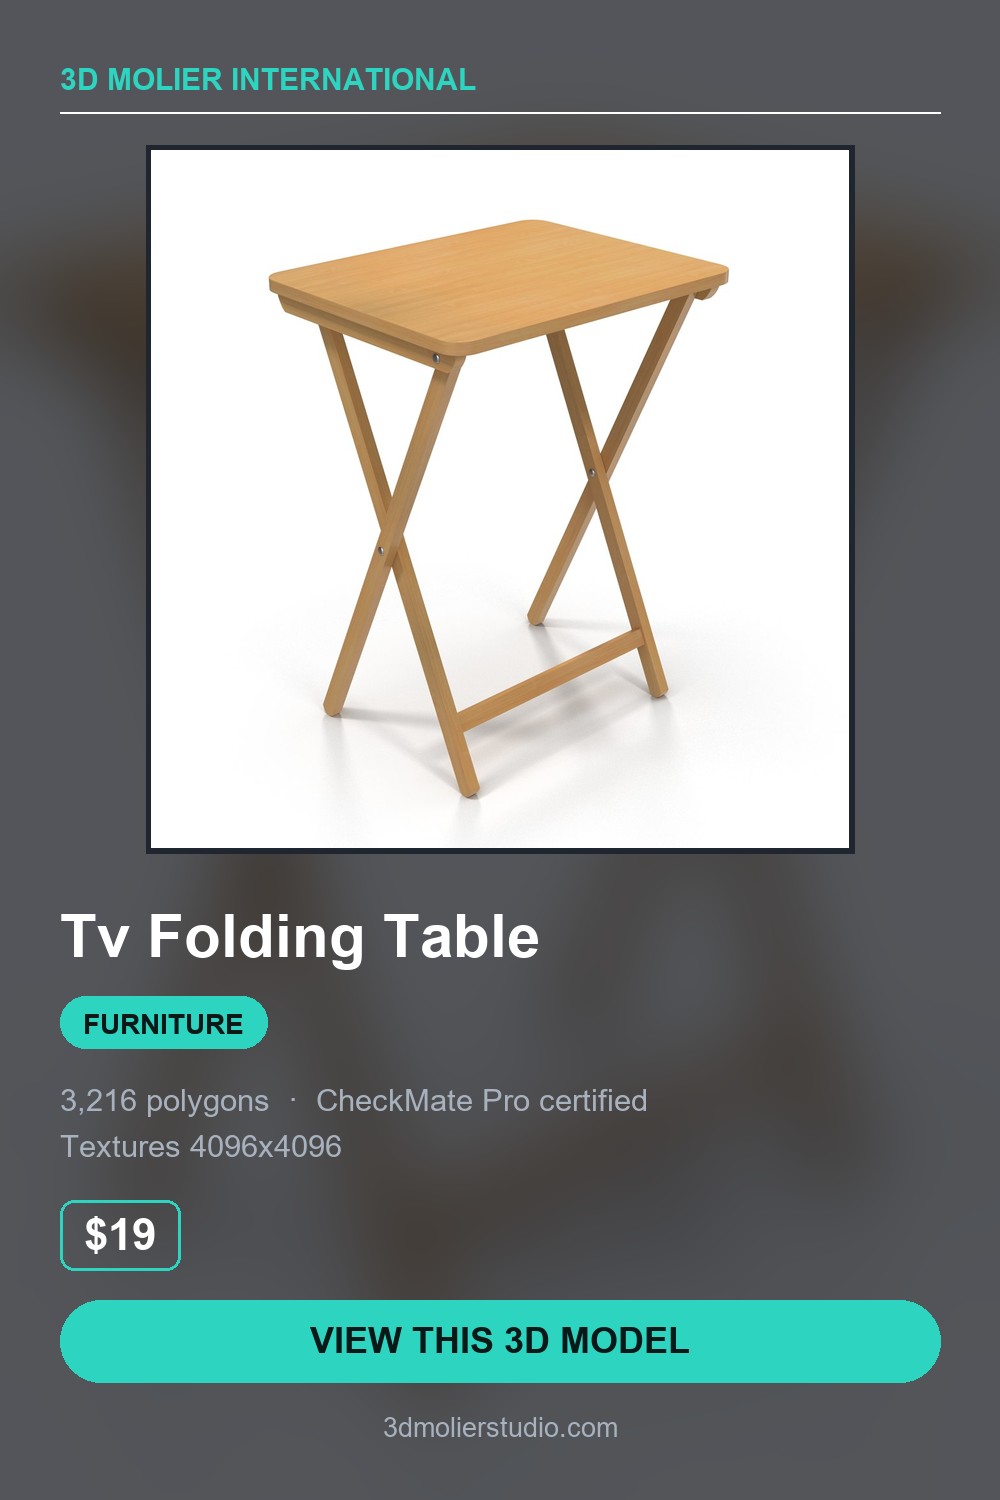 3D MOLIER INTERNATIONAL
Tv Folding Table
FURNITURE
3,216 polygons · CheckMate Pro certified
Textures 4096x4096
$19
VIEW THIS 3D MODEL
3dmolierstudio.com